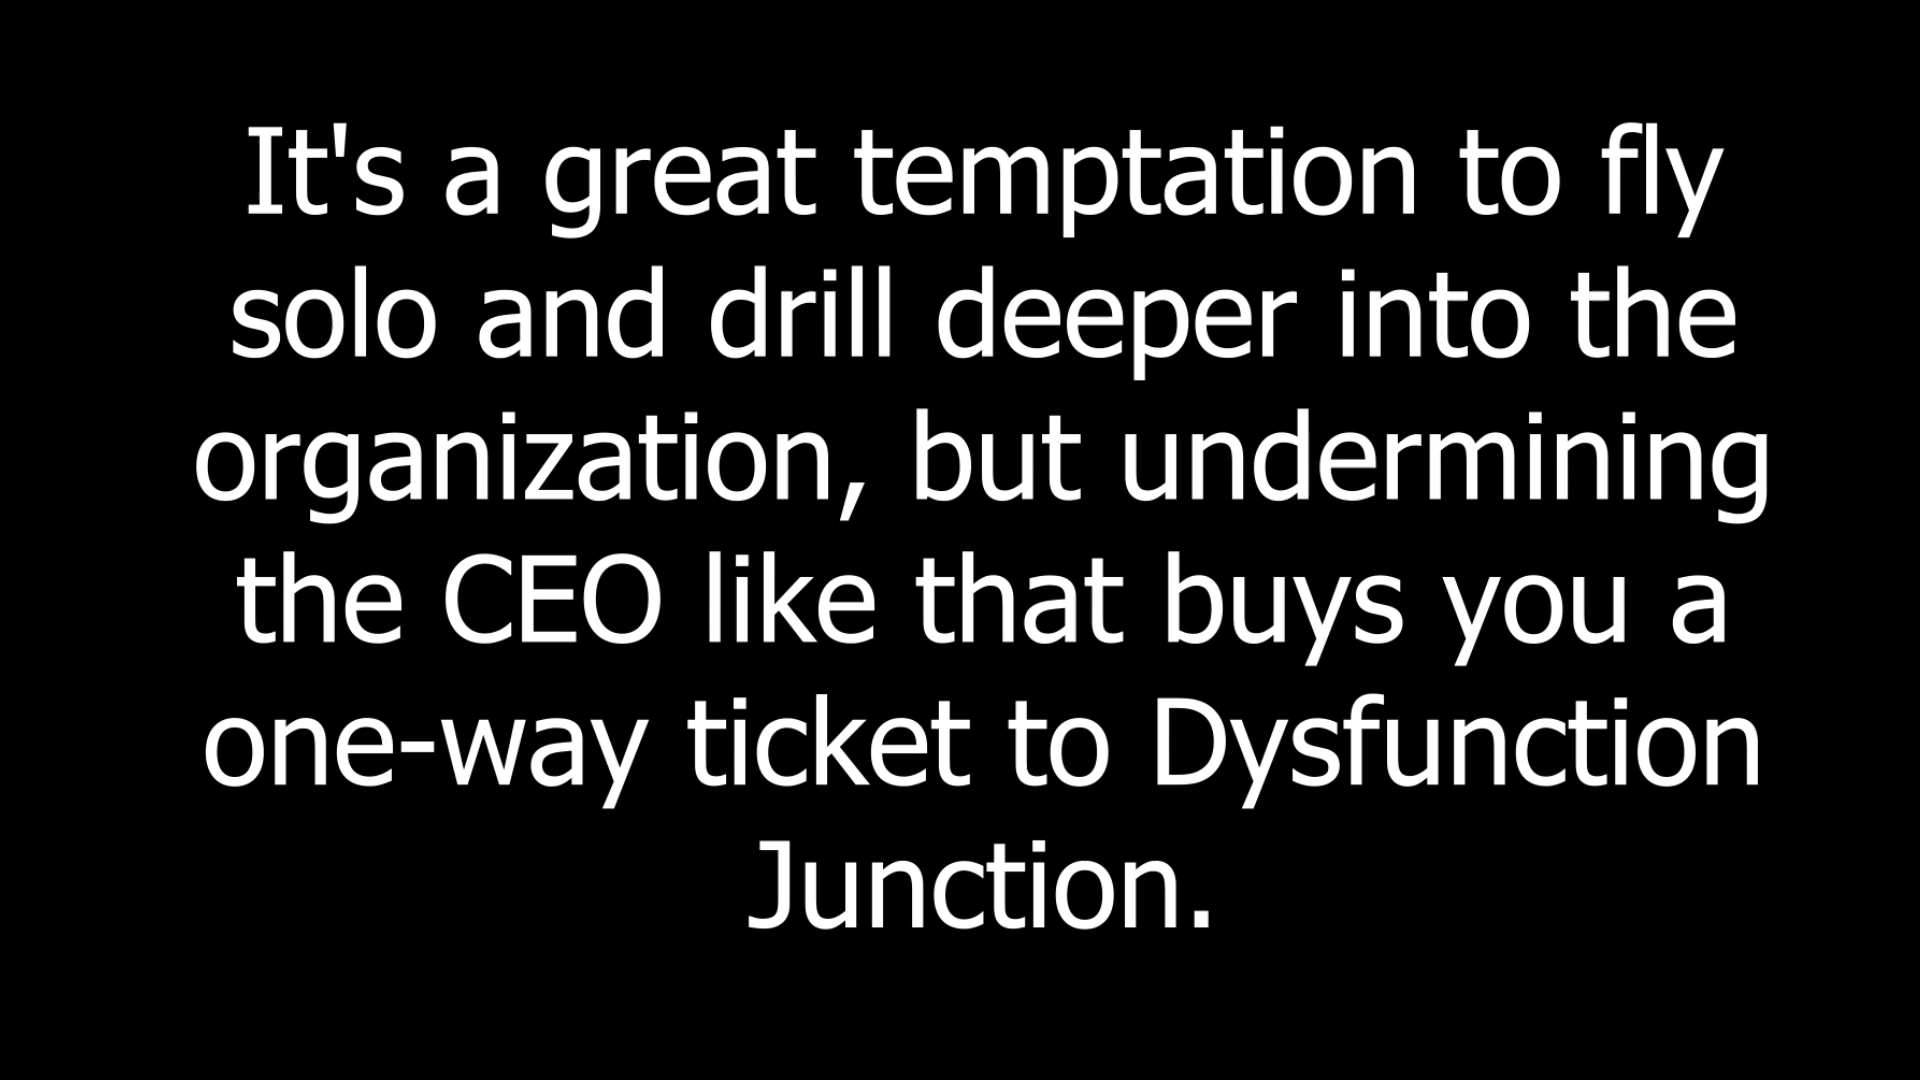 It's a great temptation to fly
solo and drill deeper into the
organization, but undermining
the CEO like that buys you a
one-way ticket to Dysfunction
Junction.